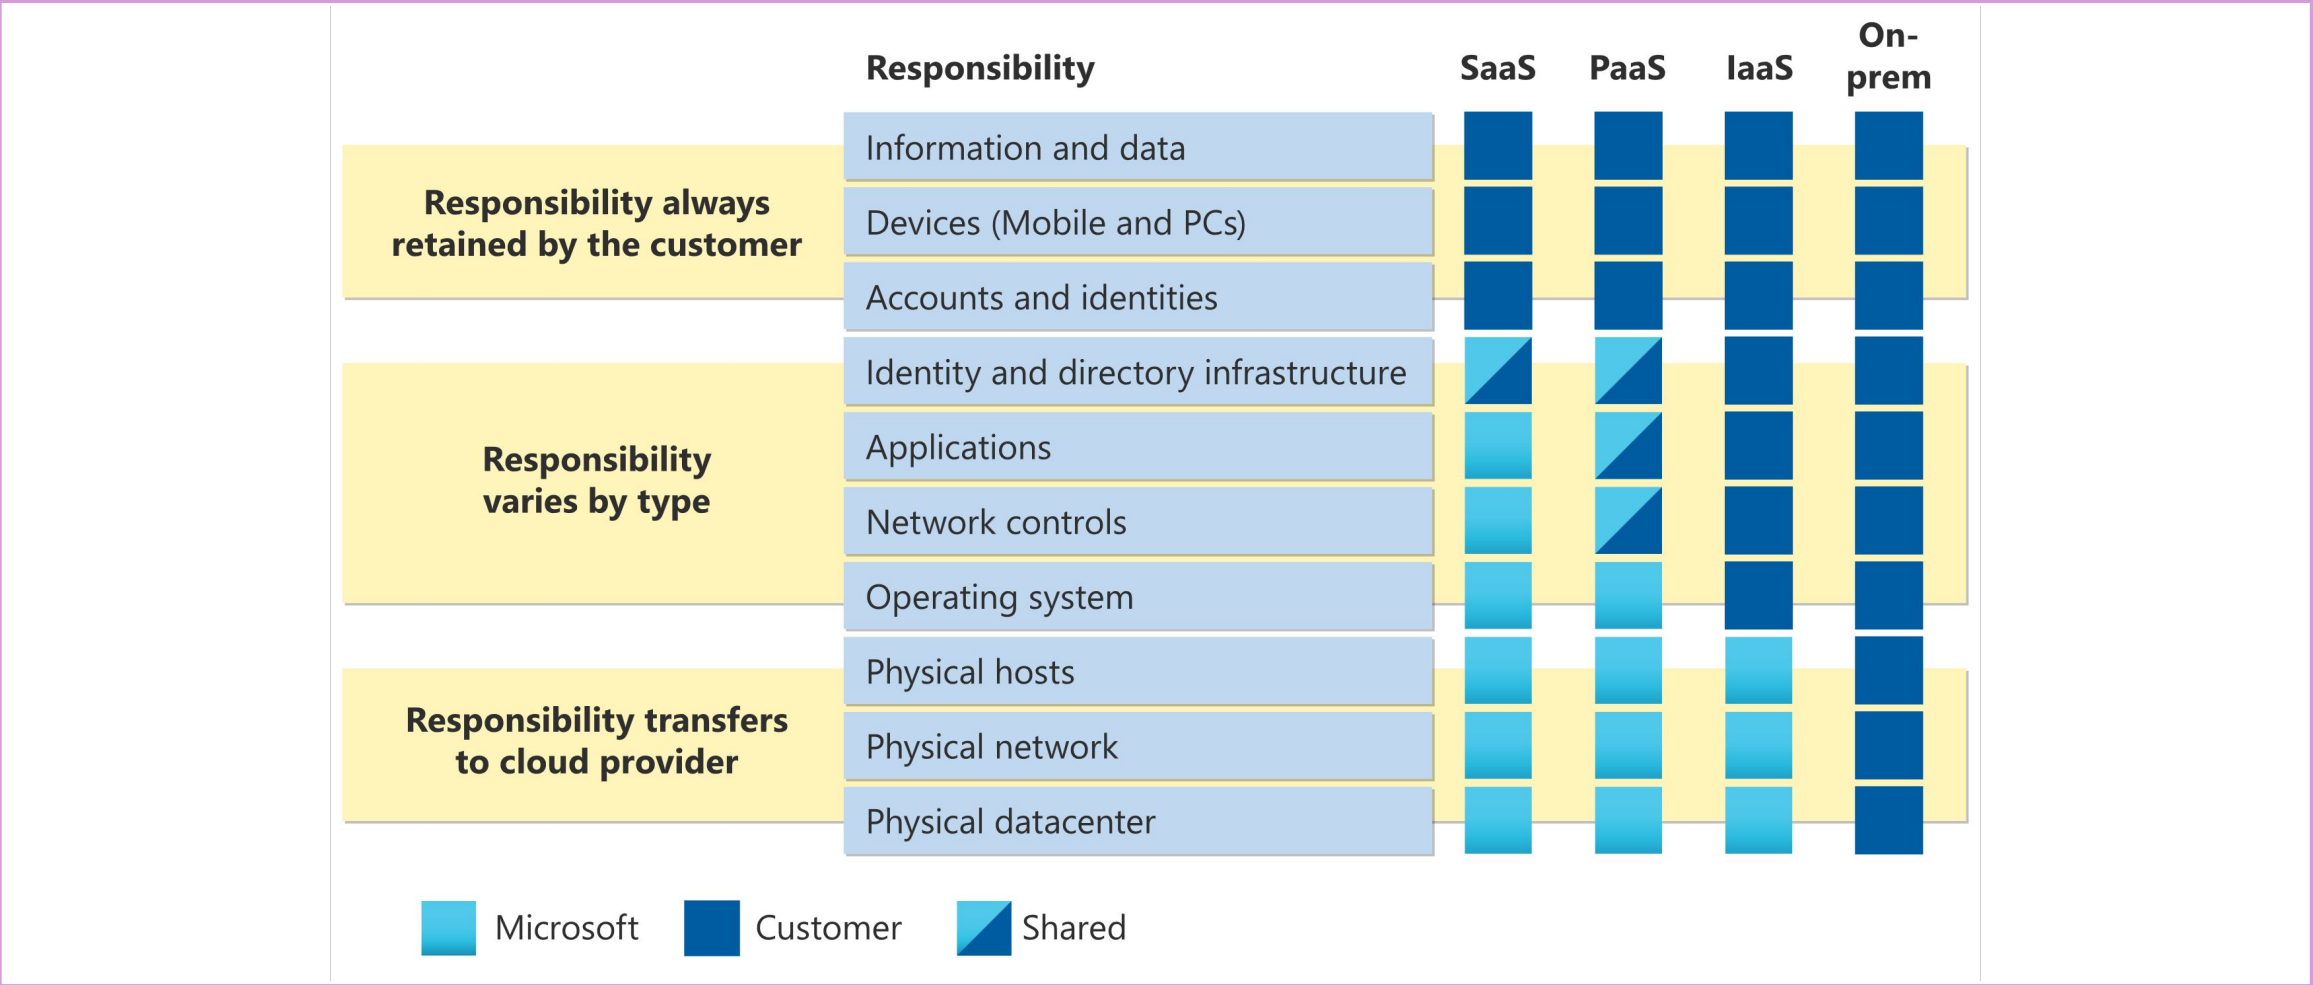 Responsibility
SaaS
PaaS
IaaS
On-
prem
Responsibility always
retained by the customer
Information and data
Devices (Mobile and PCs)
Accounts and identities
Responsibility
varies by type
Identity and directory infrastructure
Applications
Network controls
Operating system
Responsibility transfers
to cloud provider
Physical hosts
Physical network
Physical datacenter
Microsoft
Customer
Shared